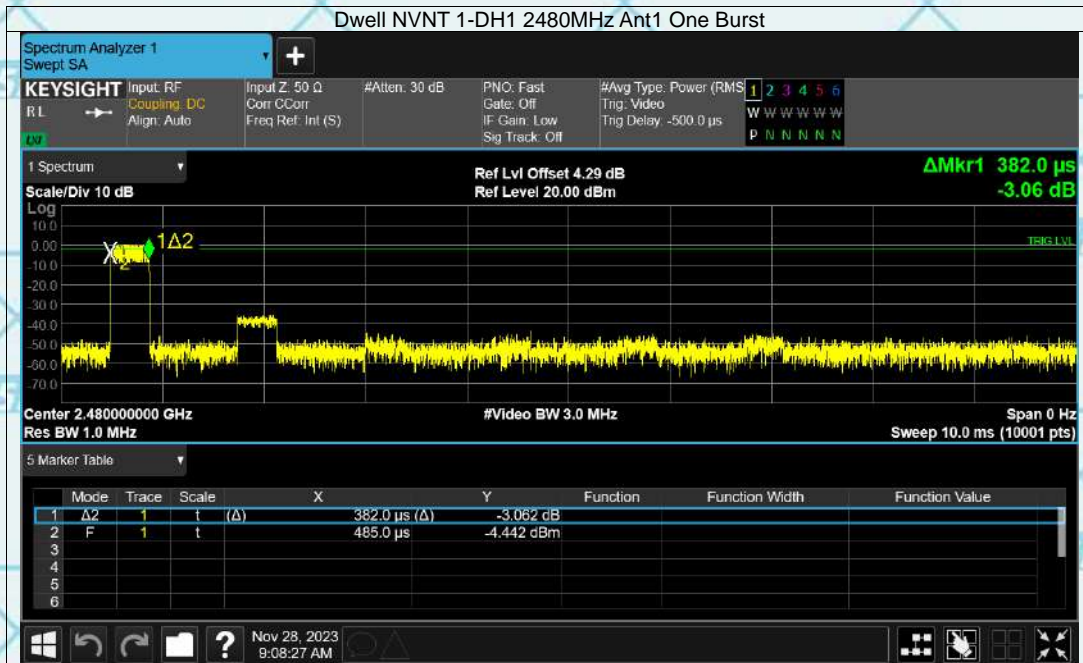 Dwell NVNT 1-DH1 2480MHz Ant1 One Burst
Spectrum Analyzer 1
Swept SA
+
KEYSIGHT Input: RF Input Z: 50 Ω #Atten: 30 dB PNO: Fast #Avg Type: Power (RMS 1 2 3 4 5 6
RL Coupling: DC Corr CCorr Gate: Off Trig: Video W W W W W W
Align: Auto Freq Ref: Int (S) IF Gain: Low Trig Delay: -500.0 µs P N N N N N
LXI Sig Track: Off
1 Spectrum Ref Lvl Offset 4.29 dB ΔMkr1 382.0 µs
Scale/Div 10 dB Ref Level 20.00 dBm -3.06 dB
Log
10.0
0.00
-10.0
-20.0
-30.0
-40.0
-50.0
-60.0
-70.0
X 2 1Δ2 TRIG LVL
Center 2.480000000 GHz #Video BW 3.0 MHz Span 0 Hz
Res BW 1.0 MHz Sweep 10.0 ms (10001 pts)
5 Marker Table
Mode Trace Scale X Y Function Function Width Function Value
1 Δ2 1 t (Δ) 382.0 µs (Δ) -3.062 dB
2 F 1 t 485.0 µs -4.442 dBm
3
4
5
6
? Nov 28, 2023
9:08:27 AM